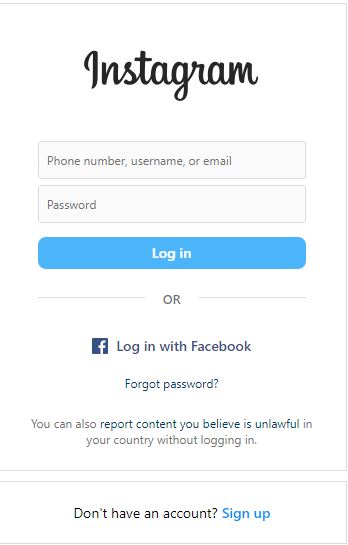 Instagram
Phone number, username, or email
Password
Log in
OR
Log in with Facebook
Forgot password?
You can also report content you believe is unlawful in
your country without logging in.
Don't have an account? Sign up